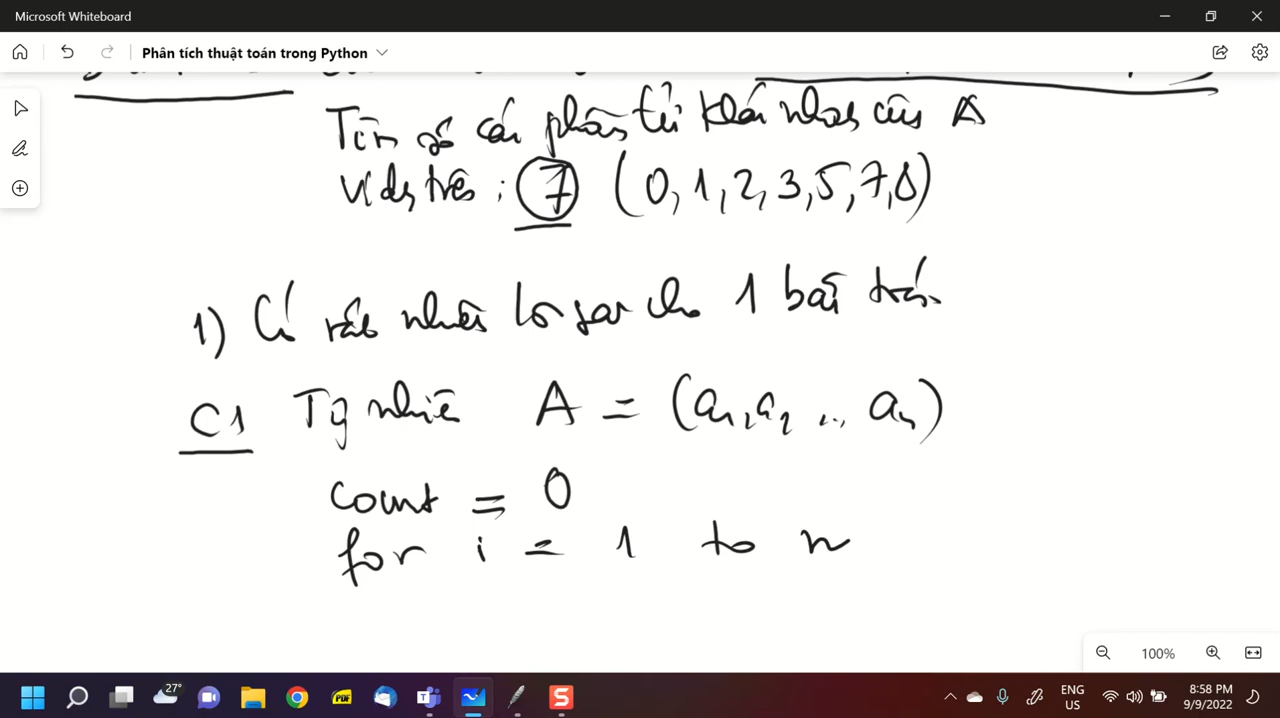 Microsoft Whiteboard
Phân tích thuật toán trong Python
Tìm số các phần tử khác nhau của A
Ví dụ trên : 7 (0, 1, 2, 3, 5, 7, 8)
1) Có rất nhiều lời giải cho 1 bài toán
C1 Tự nhiên A = (a1, a2 ... an)
count = 0
for i = 1 to n
100%
27°
PDF
S
ENG
US
8:58 PM
9/9/2022